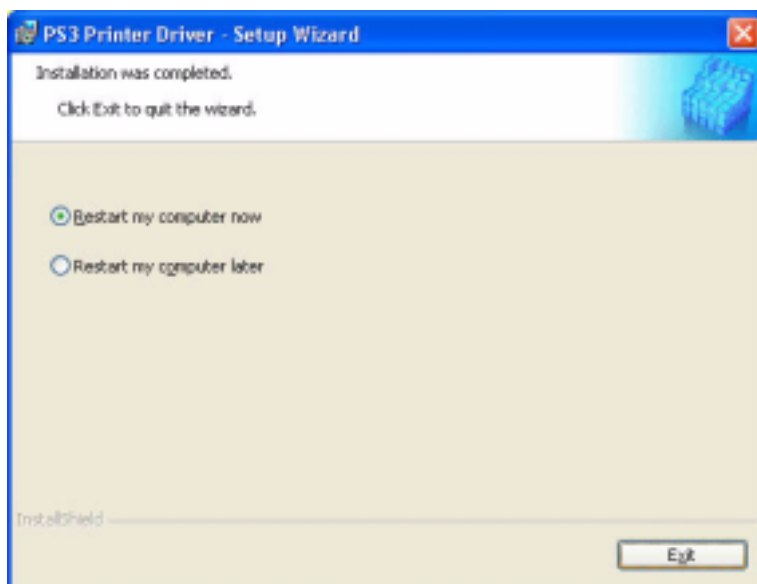 PS3 Printer Driver - Setup Wizard
Installation was completed.
Click Exit to quit the wizard.
Restart my computer now
Restart my computer later
InstallShield
Exit